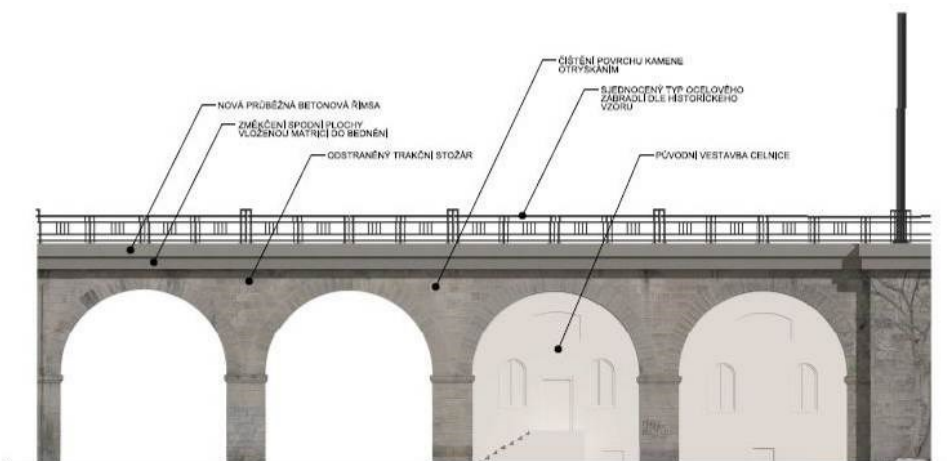 ČIŠTĚNÍ POVRCHU KAMENE
OTRYSKÁNÍM
SJEDNOCENÝ TYP OCELOVÉHO
ZÁBRADLÍ DLE HISTORICKÉHO
VZORU
NOVÁ PRŮBĚŽNÁ BETONOVÁ ŘÍMSA
ZMĚKČENÍ SPODNÍ PLOCHY
VLOŽENOU MATRICÍ DO BEDNĚNÍ
ODSTRANĚNÝ TRAKČNÍ STOŽÁR
PŮVODNÍ VESTAVBA CELNICE